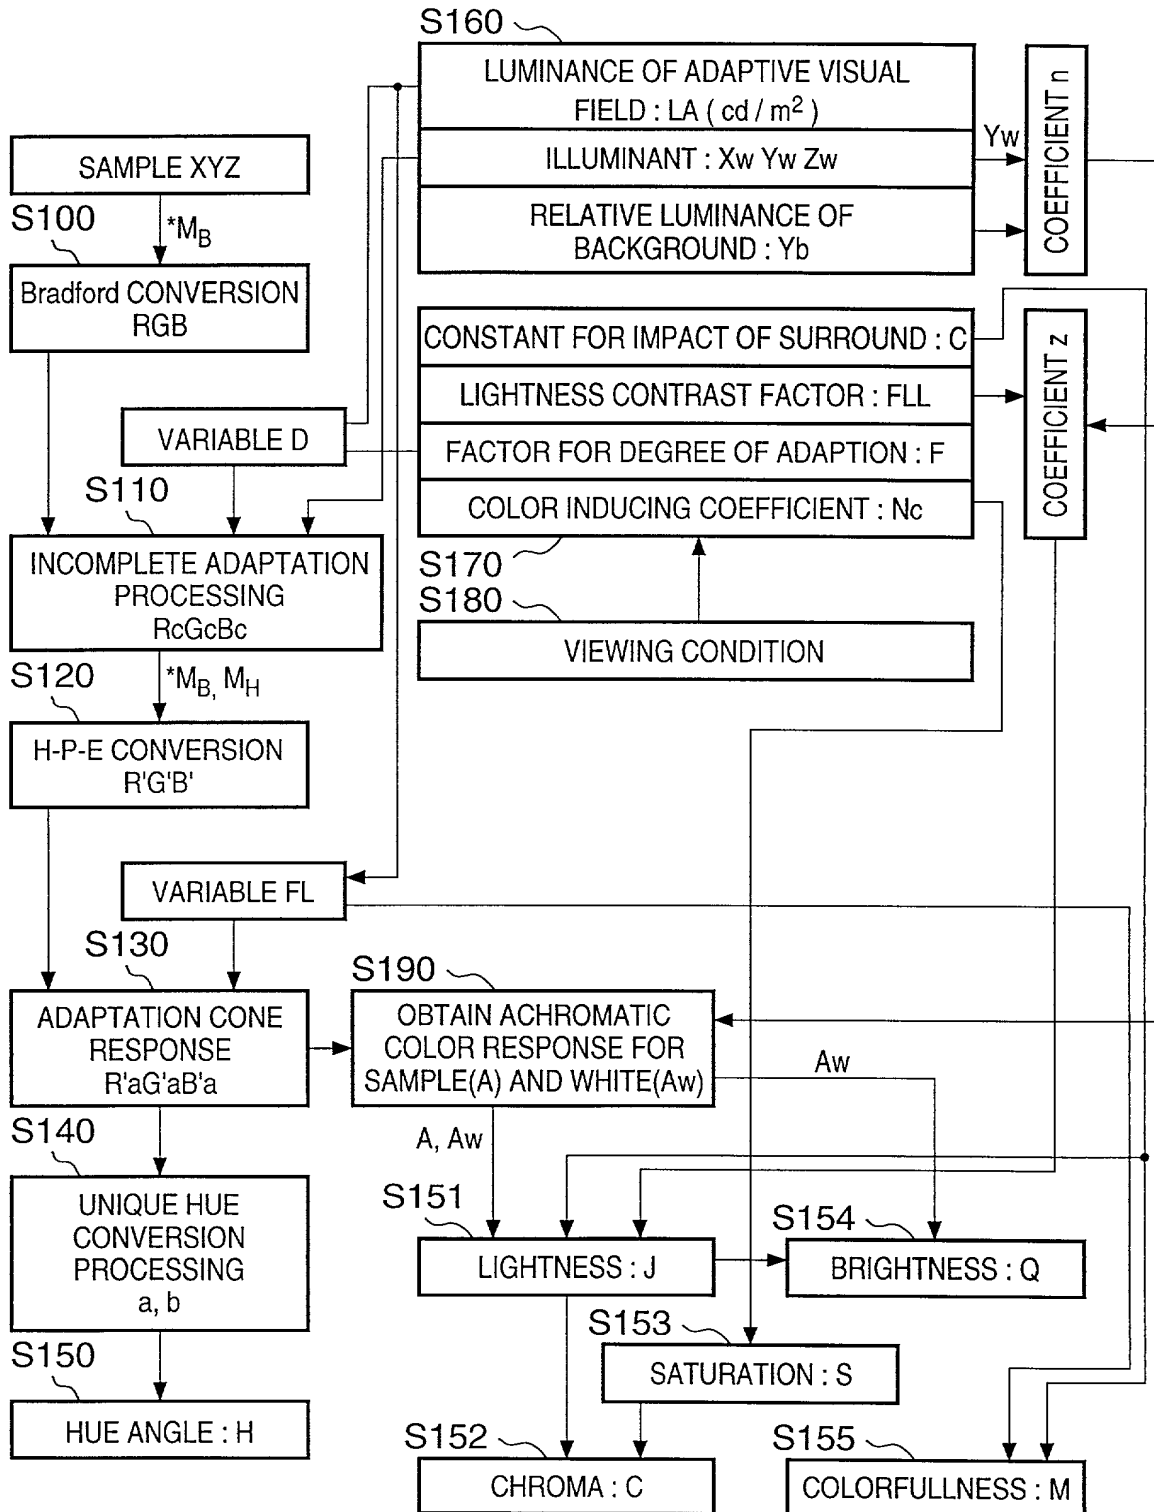 S160
LUMINANCE OF ADAPTIVE VISUAL
FIELD : LA ( cd / m²)
ILLUMINANT : Xw Yw Zw
RELATIVE LUMINANCE OF
BACKGROUND : Yb
Yw
COEFFICIENT n
SAMPLE XYZ
S100
*MB
Bradford CONVERSION
RGB
CONSTANT FOR IMPACT OF SURROUND : C
LIGHTNESS CONTRAST FACTOR : FLL
FACTOR FOR DEGREE OF ADAPTION : F
COLOR INDUCING COEFFICIENT : Nc
COEFFICIENT z
VARIABLE D
S110
INCOMPLETE ADAPTATION
PROCESSING
RcGcBc
S170
S180
VIEWING CONDITION
S120
*MB, MH
H-P-E CONVERSION
R'G'B'
VARIABLE FL
S130
ADAPTATION CONE
RESPONSE
R'aG'aB'a
S190
OBTAIN ACHROMATIC
COLOR RESPONSE FOR
SAMPLE(A) AND WHITE(Aw)
Aw
A, Aw
S140
UNIQUE HUE
CONVERSION
PROCESSING
a, b
S151
LIGHTNESS : J
S154
BRIGHTNESS : Q
S150
HUE ANGLE : H
S153
SATURATION : S
S152
CHROMA : C
S155
COLORFULLNESS : M